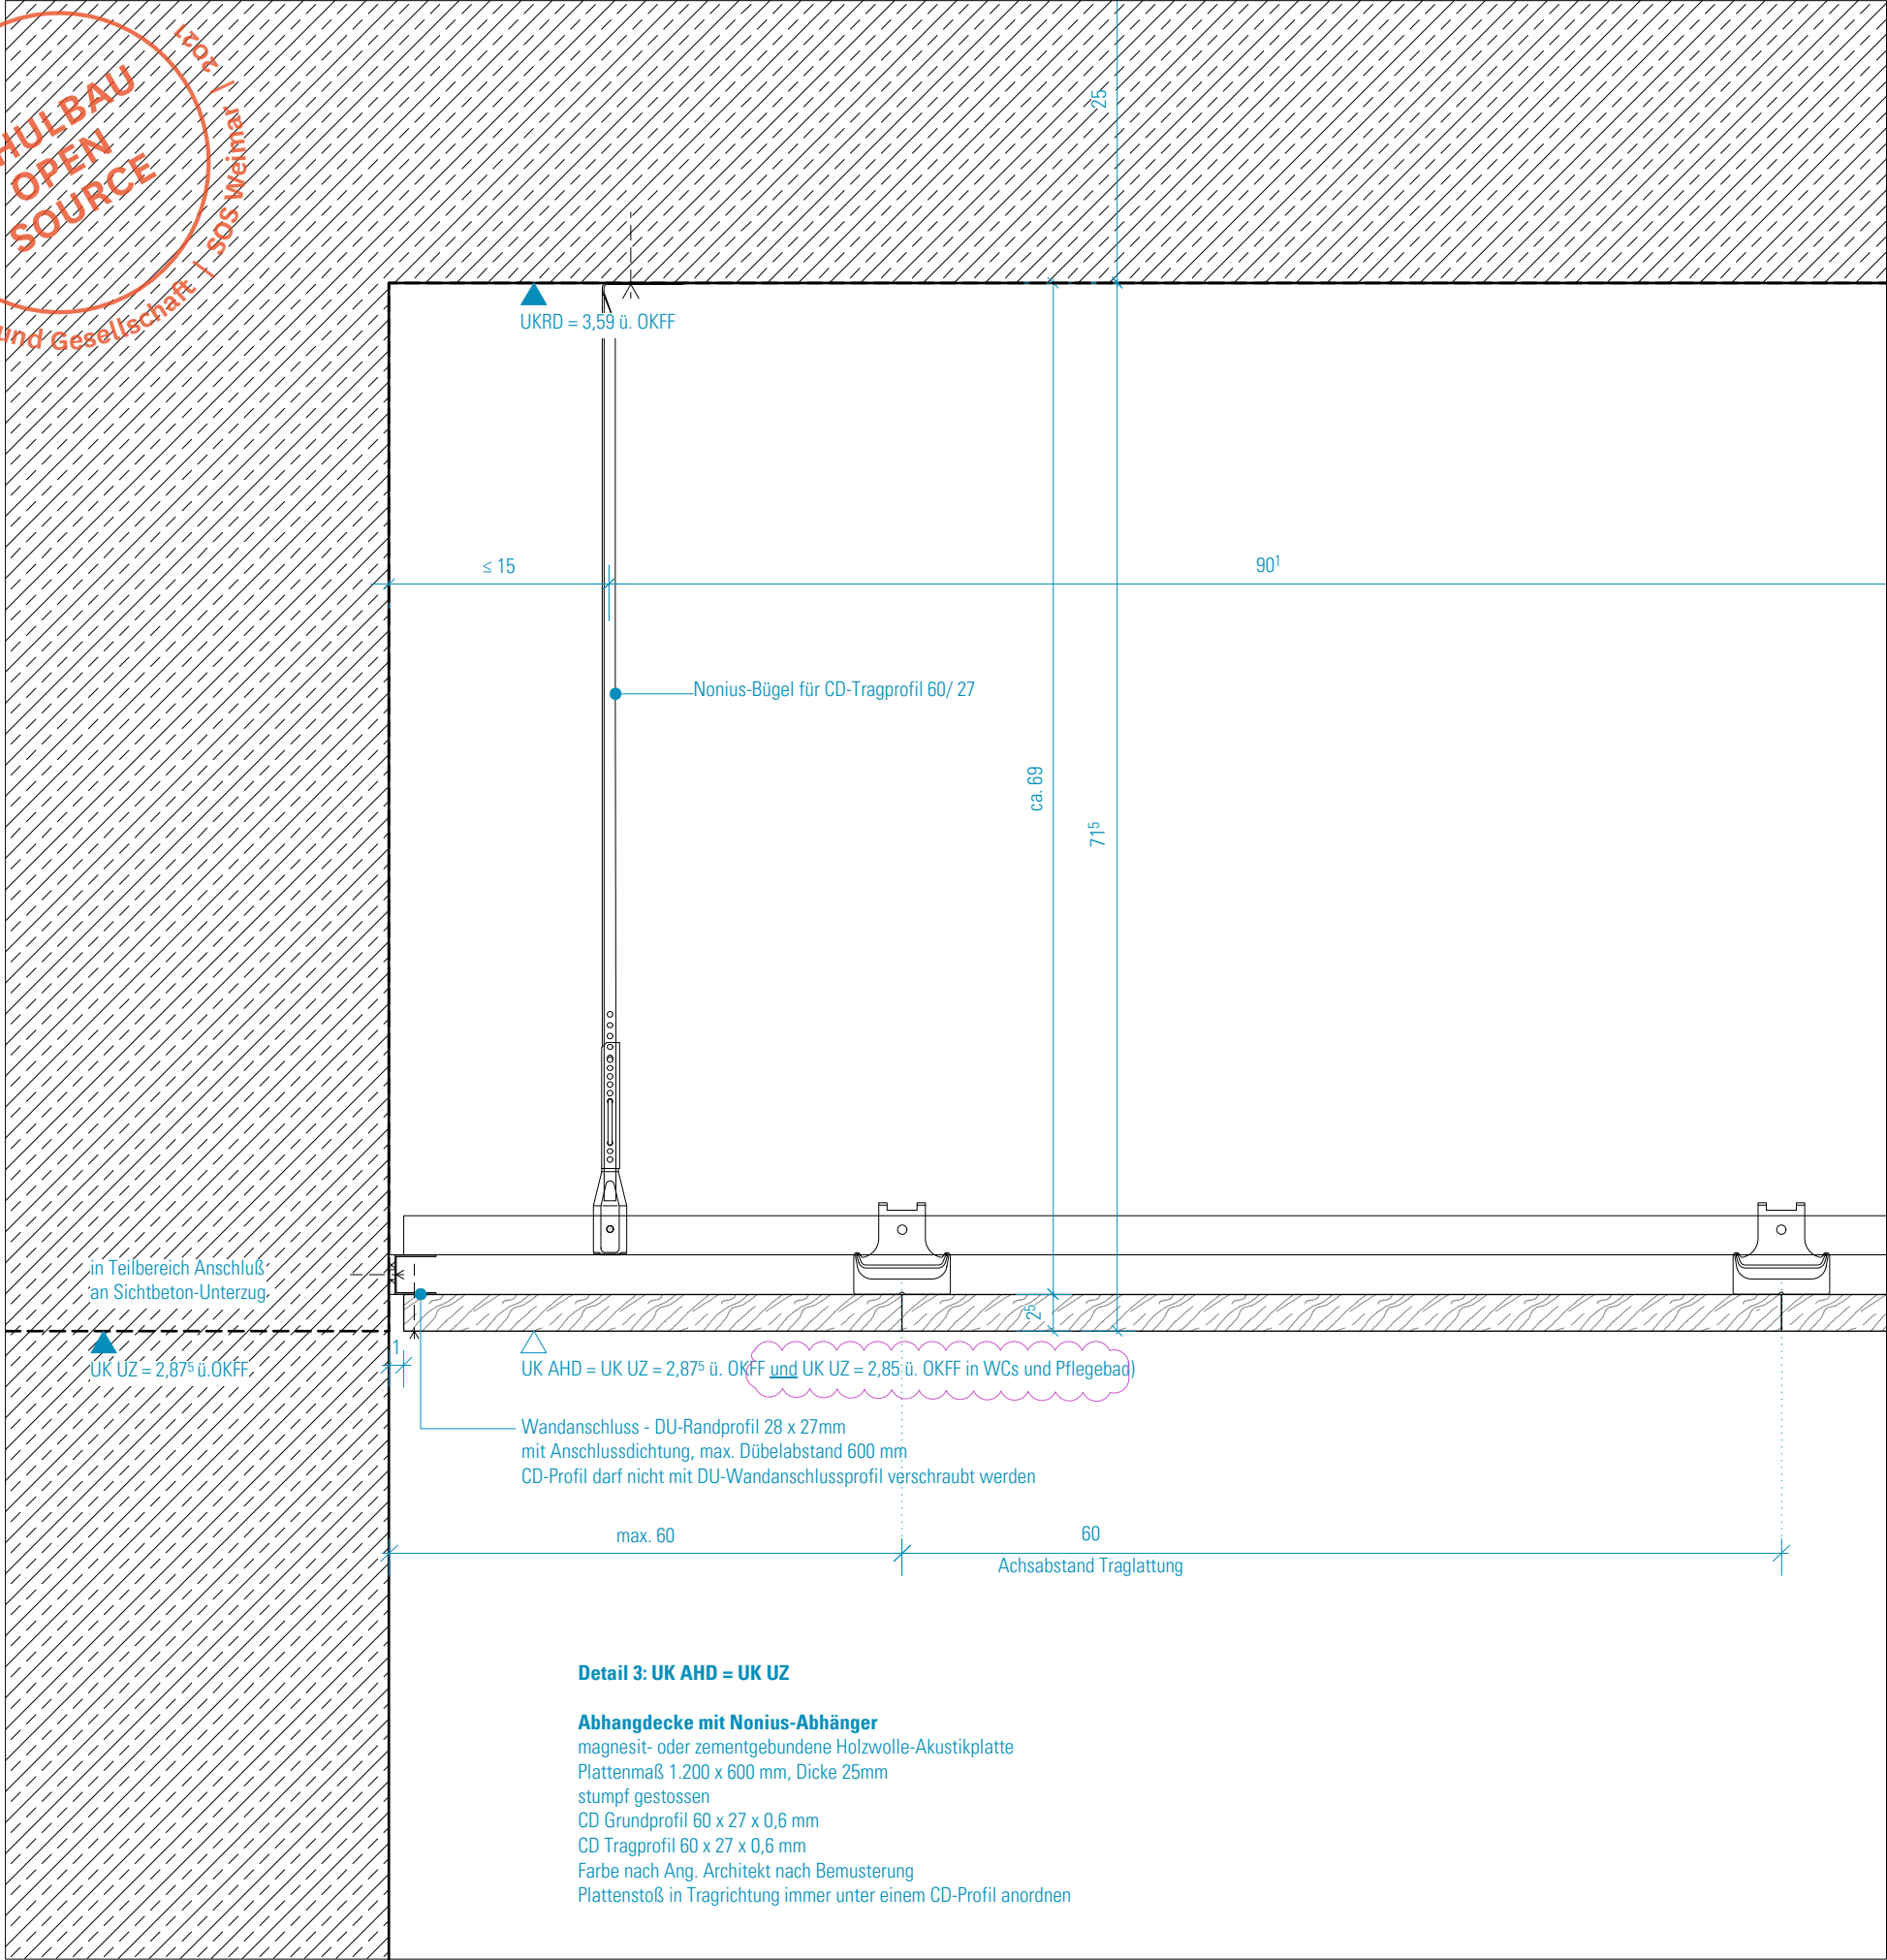 2021 | SOS Weimar | und Gesellschaft
HULBAU
OPEN
SOURCE
25
UKRD = 3,59 ü. OKFF
≤ 15
90¹
Nonius-Bügel für CD-Tragprofil 60/ 27
ca. 69
71⁵
in Teilbereich Anschluß
an Sichtbeton-Unterzug
2⁵
1
UK UZ = 2,87⁵ ü.OKFF
UK AHD = UK UZ = 2,87⁵ ü. OKFF und UK UZ = 2,85 ü. OKFF in WCs und Pflegebad)
Wandanschluss - DU-Randprofil 28 x 27mm
mit Anschlussdichtung, max. Dübelabstand 600 mm
CD-Profil darf nicht mit DU-Wandanschlussprofil verschraubt werden
max. 60
60
Achsabstand Traglattung
Detail 3: UK AHD = UK UZ
Abhangdecke mit Nonius-Abhänger
magnesit- oder zementgebundene Holzwolle-Akustikplatte
Plattenmaß 1.200 x 600 mm, Dicke 25mm
stumpf gestossen
CD Grundprofil 60 x 27 x 0,6 mm
CD Tragprofil 60 x 27 x 0,6 mm
Farbe nach Ang. Architekt nach Bemusterung
Plattenstoß in Tragrichtung immer unter einem CD-Profil anordnen